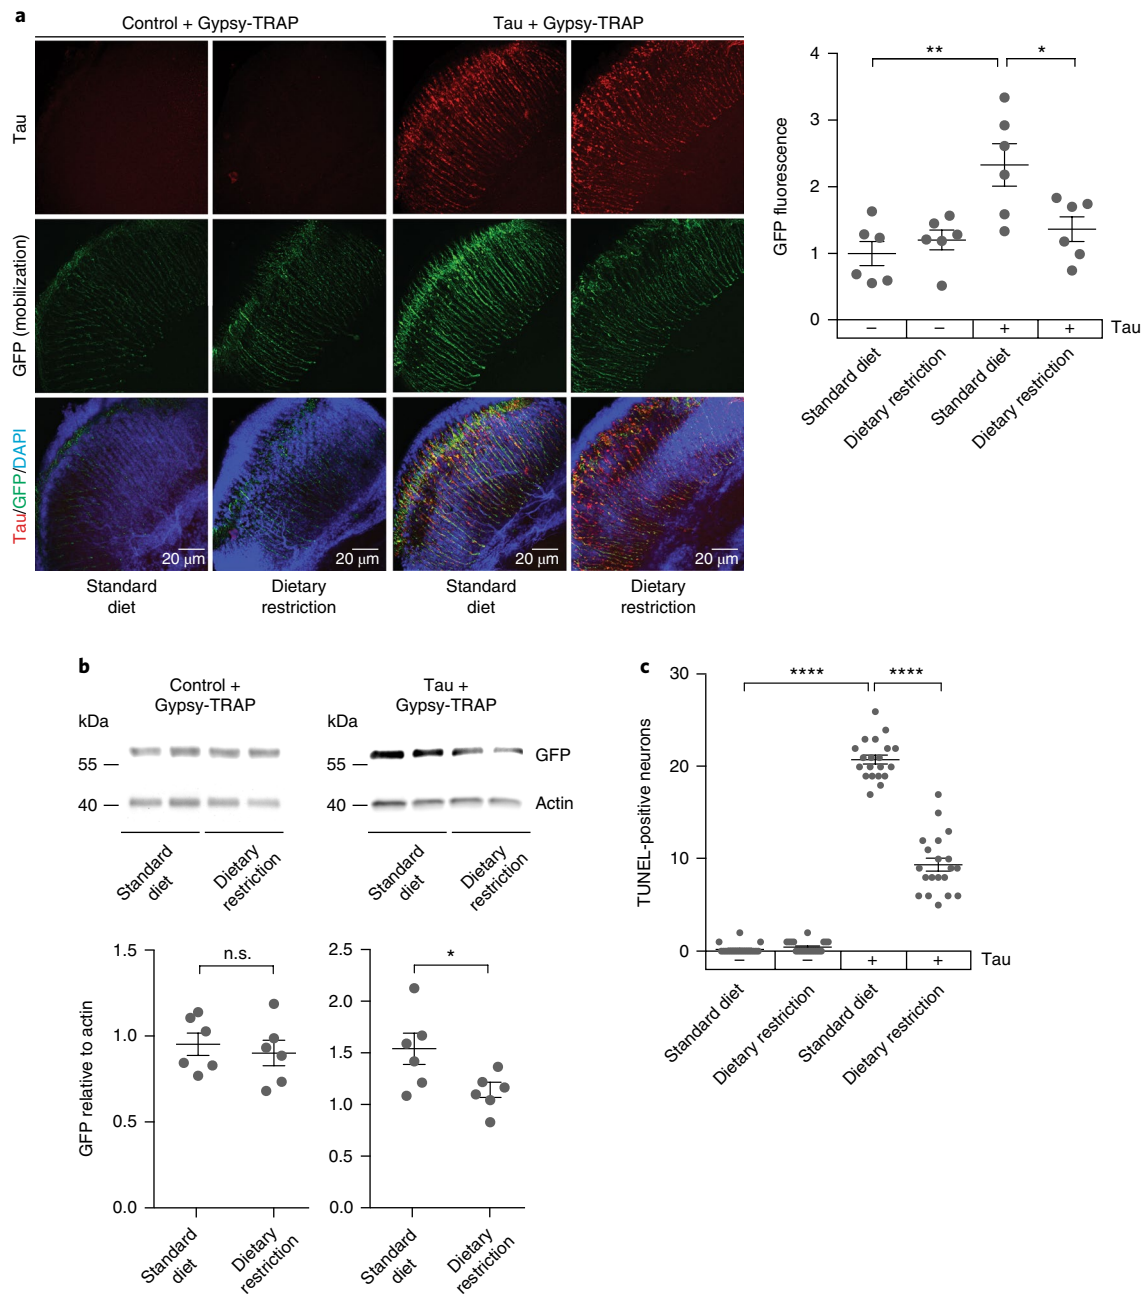 a
Control + Gypsy-TRAP
Tau + Gypsy-TRAP
Tau
GFP (mobilization)
Tau/GFP/DAPI
20 μm
20 μm
20 μm
20 μm
Standard
diet
Dietary
restriction
Standard
diet
Dietary
restriction
GFP fluorescence
4
3
2
1
0
**
*
– – + + Tau
Standard diet
Dietary restriction
Standard diet
Dietary restriction
b
Control +
Gypsy-TRAP
Tau +
Gypsy-TRAP
kDa
55
40
kDa
55
40
GFP
Actin
Standard
diet
Dietary
restriction
Standard
diet
Dietary
restriction
GFP relative to actin
1.5
1.0
0.5
0.0
n.s.
Standard
diet
Dietary
restriction
2.5
2.0
1.5
1.0
0.5
0.0
*
Standard
diet
Dietary
restriction
c
TUNEL-positive neurons
30
20
10
0
****
****
– – + + Tau
Standard diet
Dietary restriction
Standard diet
Dietary restriction